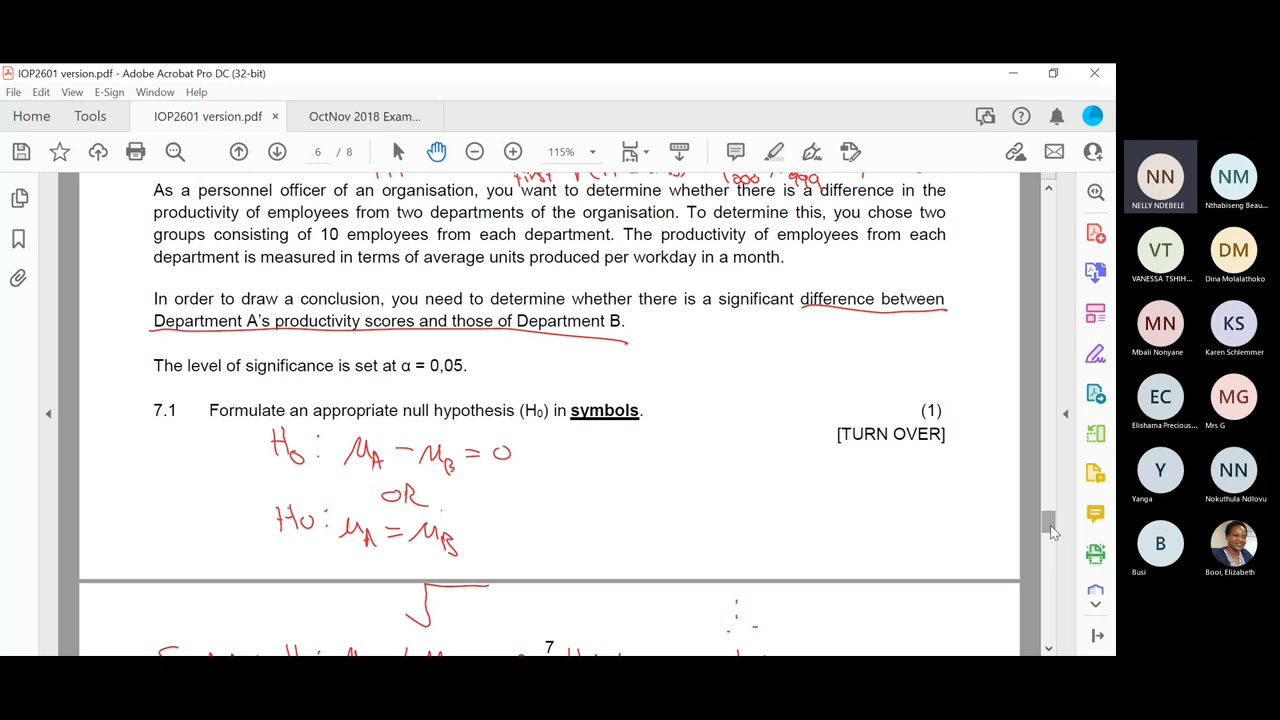 IOP2601 version.pdf - Adobe Acrobat Pro DC (32-bit)
File Edit View E-Sign Window Help
Home Tools IOP2601 version.pdf × OctNov 2018 Exam...
6 / 8 115%
first
1000 , 999
As a personnel officer of an organisation, you want to determine whether there is a difference in the
productivity of employees from two departments of the organisation. To determine this, you chose two
groups consisting of 10 employees from each department. The productivity of employees from each
department is measured in terms of average units produced per workday in a month.
In order to draw a conclusion, you need to determine whether there is a significant difference between
Department A's productivity scores and those of Department B.
The level of significance is set at α = 0,05.
7.1 Formulate an appropriate null hypothesis (H₀) in symbols. (1)
[TURN OVER]
H₀ : μA − μB = 0
OR
H₀ : μA = μB
7
NN
NELLY NDEBELE
NM
Nthabiseng Beau...
VT
VANESSA TSHIH...
DM
Dina Molalathoko
MN
Mbali Nonyane
KS
Karen Schlemmer
EC
Elishama Precious...
MG
Mrs G
Y
Yanga
NN
Nokuthula Ndlovu
B
Busi
Booi, Elizabeth